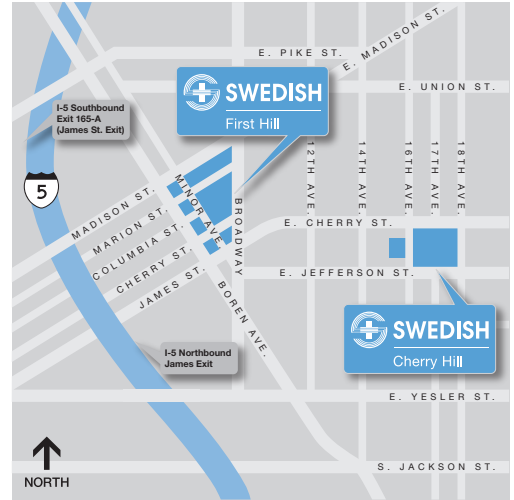 E. PIKE ST.
E. MADISON ST.
SWEDISH
First Hill
E. UNION ST.
I-5 Southbound
Exit 165-A
(James St. Exit)
5
12TH AVE.
14TH AVE.
16TH AVE.
17TH AVE.
18TH AVE.
MADISON ST.
MARION ST.
COLUMBIA ST.
CHERRY ST.
JAMES ST.
MINOR AVE.
BROADWAY
BOREN AVE.
E. CHERRY ST.
E. JEFFERSON ST.
SWEDISH
Cherry Hill
I-5 Northbound
James Exit
E. YESLER ST.
S. JACKSON ST.
NORTH